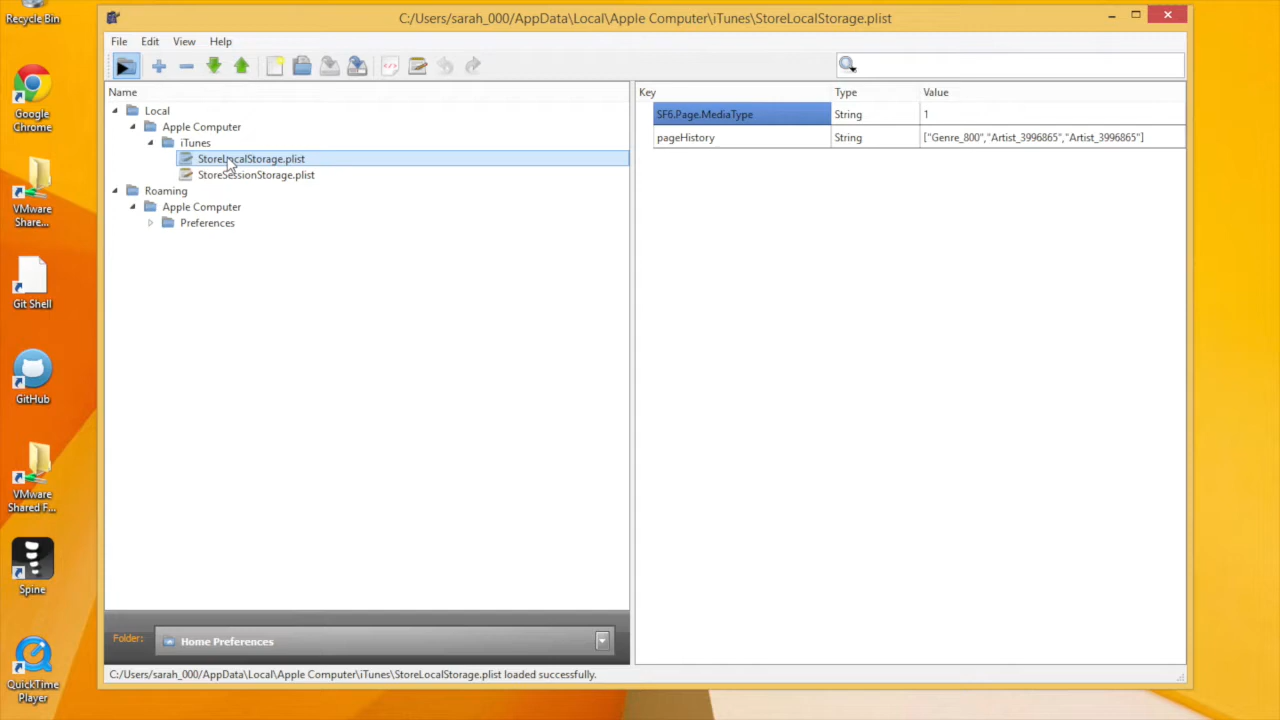 Recycle Bin
Google
Chrome
VMware
Share...
Git Shell
GitHub
VMware
Shared F...
Spine
QuickTime
Player
C:/Users/sarah_000/AppData\Local\Apple Computer\iTunes\StoreLocalStorage.plist
File Edit View Help
Name
Local
Apple Computer
iTunes
StoreLocalStorage.plist
StoreSessionStorage.plist
Roaming
Apple Computer
Preferences
Folder: Home Preferences
Key Type Value
SF6.Page.MediaType String 1
pageHistory String ["Genre_800","Artist_3996865","Artist_3996865"]
C:/Users/sarah_000/AppData\Local\Apple Computer\iTunes\StoreLocalStorage.plist loaded successfully.